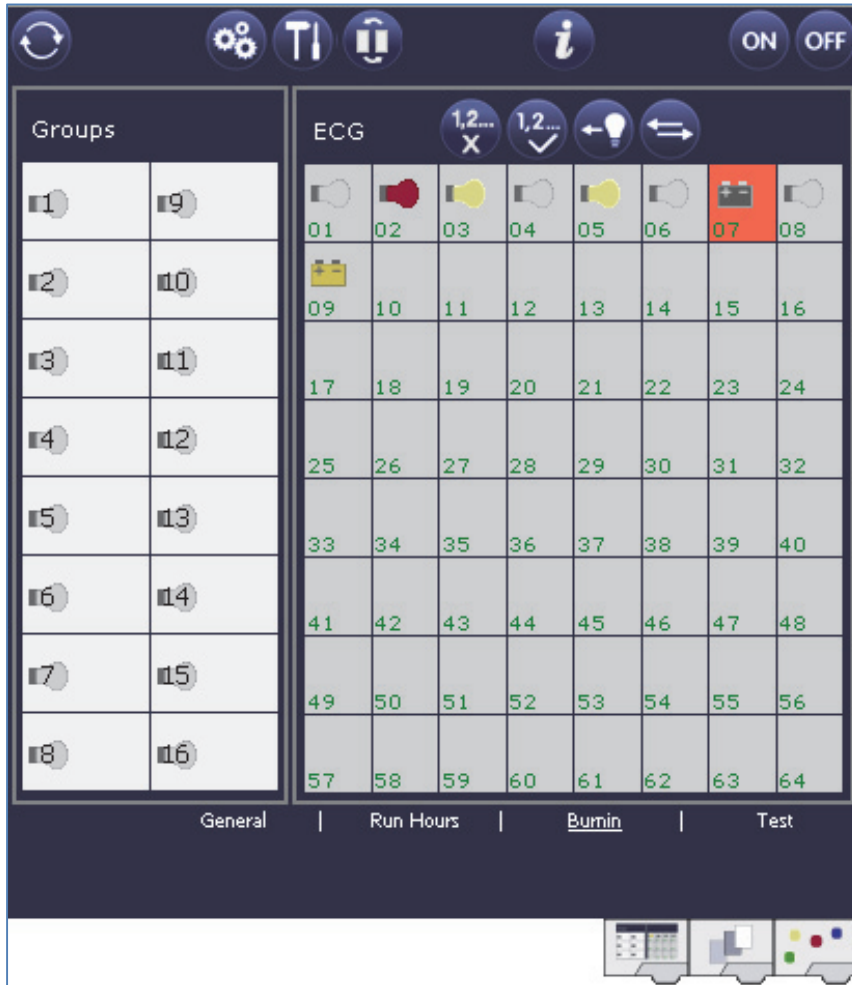 i ON OFF
Groups
ECG 1,2... X 1,2...
1 9
2 10
3 11
4 12
5 13
6 14
7 15
8 16
01 02 03 04 05 06 07 08
09 10 11 12 13 14 15 16
17 18 19 20 21 22 23 24
25 26 27 28 29 30 31 32
33 34 35 36 37 38 39 40
41 42 43 44 45 46 47 48
49 50 51 52 53 54 55 56
57 58 59 60 61 62 63 64
General | Run Hours | Burnin | Test